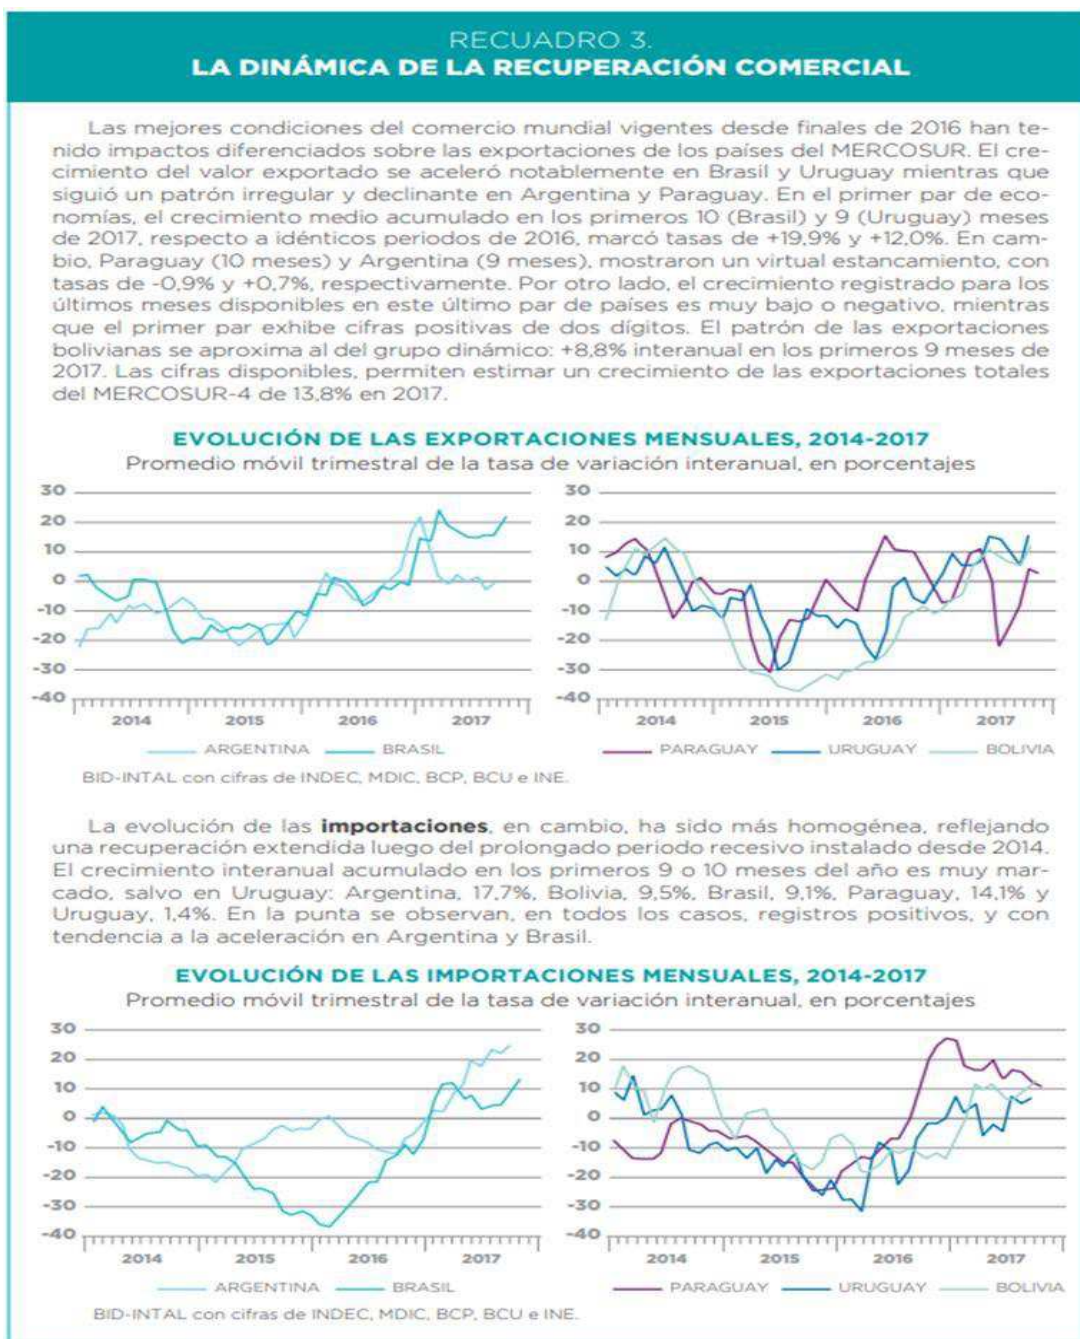 RECUADRO 3.
LA DINÁMICA DE LA RECUPERACIÓN COMERCIAL
Las mejores condiciones del comercio mundial vigentes desde finales de 2016 han te-
nido impactos diferenciados sobre las exportaciones de los países del MERCOSUR. El cre-
cimiento del valor exportado se aceleró notablemente en Brasil y Uruguay mientras que
siguió un patrón irregular y declinante en Argentina y Paraguay. En el primer par de eco-
nomías, el crecimiento medio acumulado en los primeros 10 (Brasil) y 9 (Uruguay) meses
de 2017, respecto a idénticos periodos de 2016, marcó tasas de +19,9% y +12,0%. En cam-
bio, Paraguay (10 meses) y Argentina (9 meses), mostraron un virtual estancamiento, con
tasas de -0,9% y +0,7%, respectivamente. Por otro lado, el crecimiento registrado para los
últimos meses disponibles en este último par de países es muy bajo o negativo, mientras
que el primer par exhibe cifras positivas de dos dígitos. El patrón de las exportaciones
bolivianas se aproxima al del grupo dinámico: +8,8% interanual en los primeros 9 meses de
2017. Las cifras disponibles, permiten estimar un crecimiento de las exportaciones totales
del MERCOSUR-4 de 13,8% en 2017.
EVOLUCIÓN DE LAS EXPORTACIONES MENSUALES, 2014-2017
Promedio móvil trimestral de la tasa de variación interanual, en porcentajes
30
20
10
0
-10
-20
-30
-40
2014 2015 2016 2017
ARGENTINA BRASIL
30
20
10
0
-10
-20
-30
-40
2014 2015 2016 2017
PARAGUAY URUGUAY BOLIVIA
BID-INTAL con cifras de INDEC, MDIC, BCP, BCU e INE.
La evolución de las importaciones, en cambio, ha sido más homogénea, reflejando
una recuperación extendida luego del prolongado periodo recesivo instalado desde 2014.
El crecimiento interanual acumulado en los primeros 9 o 10 meses del año es muy mar-
cado, salvo en Uruguay: Argentina, 17,7%, Bolivia, 9,5%, Brasil, 9,1%, Paraguay, 14,1% y
Uruguay, 1,4%. En la punta se observan, en todos los casos, registros positivos, y con
tendencia a la aceleración en Argentina y Brasil.
EVOLUCIÓN DE LAS IMPORTACIONES MENSUALES, 2014-2017
Promedio móvil trimestral de la tasa de variación interanual, en porcentajes
30
20
10
0
-10
-20
-30
-40
2014 2015 2016 2017
ARGENTINA BRASIL
30
20
10
0
-10
-20
-30
-40
2014 2015 2016 2017
PARAGUAY URUGUAY BOLIVIA
BID-INTAL con cifras de INDEC, MDIC, BCP, BCU e INE.